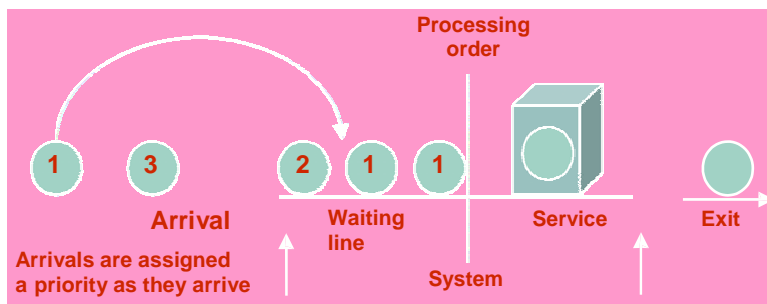 Processing
order
1
3
2
1
1
Arrival
Waiting
line
Service
Exit
Arrivals are assigned
a priority as they arrive
System